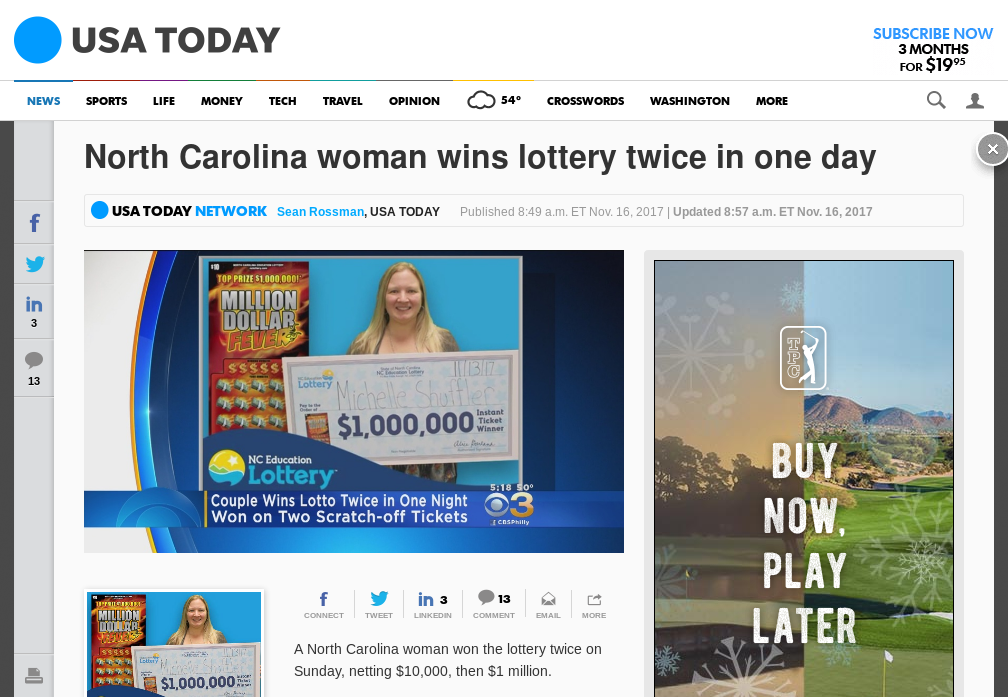 USA TODAY
SUBSCRIBE NOW
3 MONTHS
FOR $19⁹⁵
NEWS SPORTS LIFE MONEY TECH TRAVEL OPINION 54° CROSSWORDS WASHINGTON MORE
North Carolina woman wins lottery twice in one day
USA TODAY NETWORK Sean Rossman, USA TODAY Published 8:49 a.m. ET Nov. 16, 2017 | Updated 8:57 a.m. ET Nov. 16, 2017
3
13
TOP PRIZE $1,000,000!
MILLION
DOLLAR
FEVER
$10
NC Education
Lottery
11/13/17
Michelle Shuffler
$1,000,000
Instant
Ticket
Winner
NC Education
Lottery
5:18 50°
Couple Wins Lotto Twice in One Night
Won on Two Scratch-off Tickets
3
CBSPhilly
TPC
BUY
NOW,
PLAY
LATER
MILLION
DOLLAR
FEVER
$1,000,000
CONNECT TWEET 3 LINKEDIN 13 COMMENT EMAIL MORE
A North Carolina woman won the lottery twice on
Sunday, netting $10,000, then $1 million.